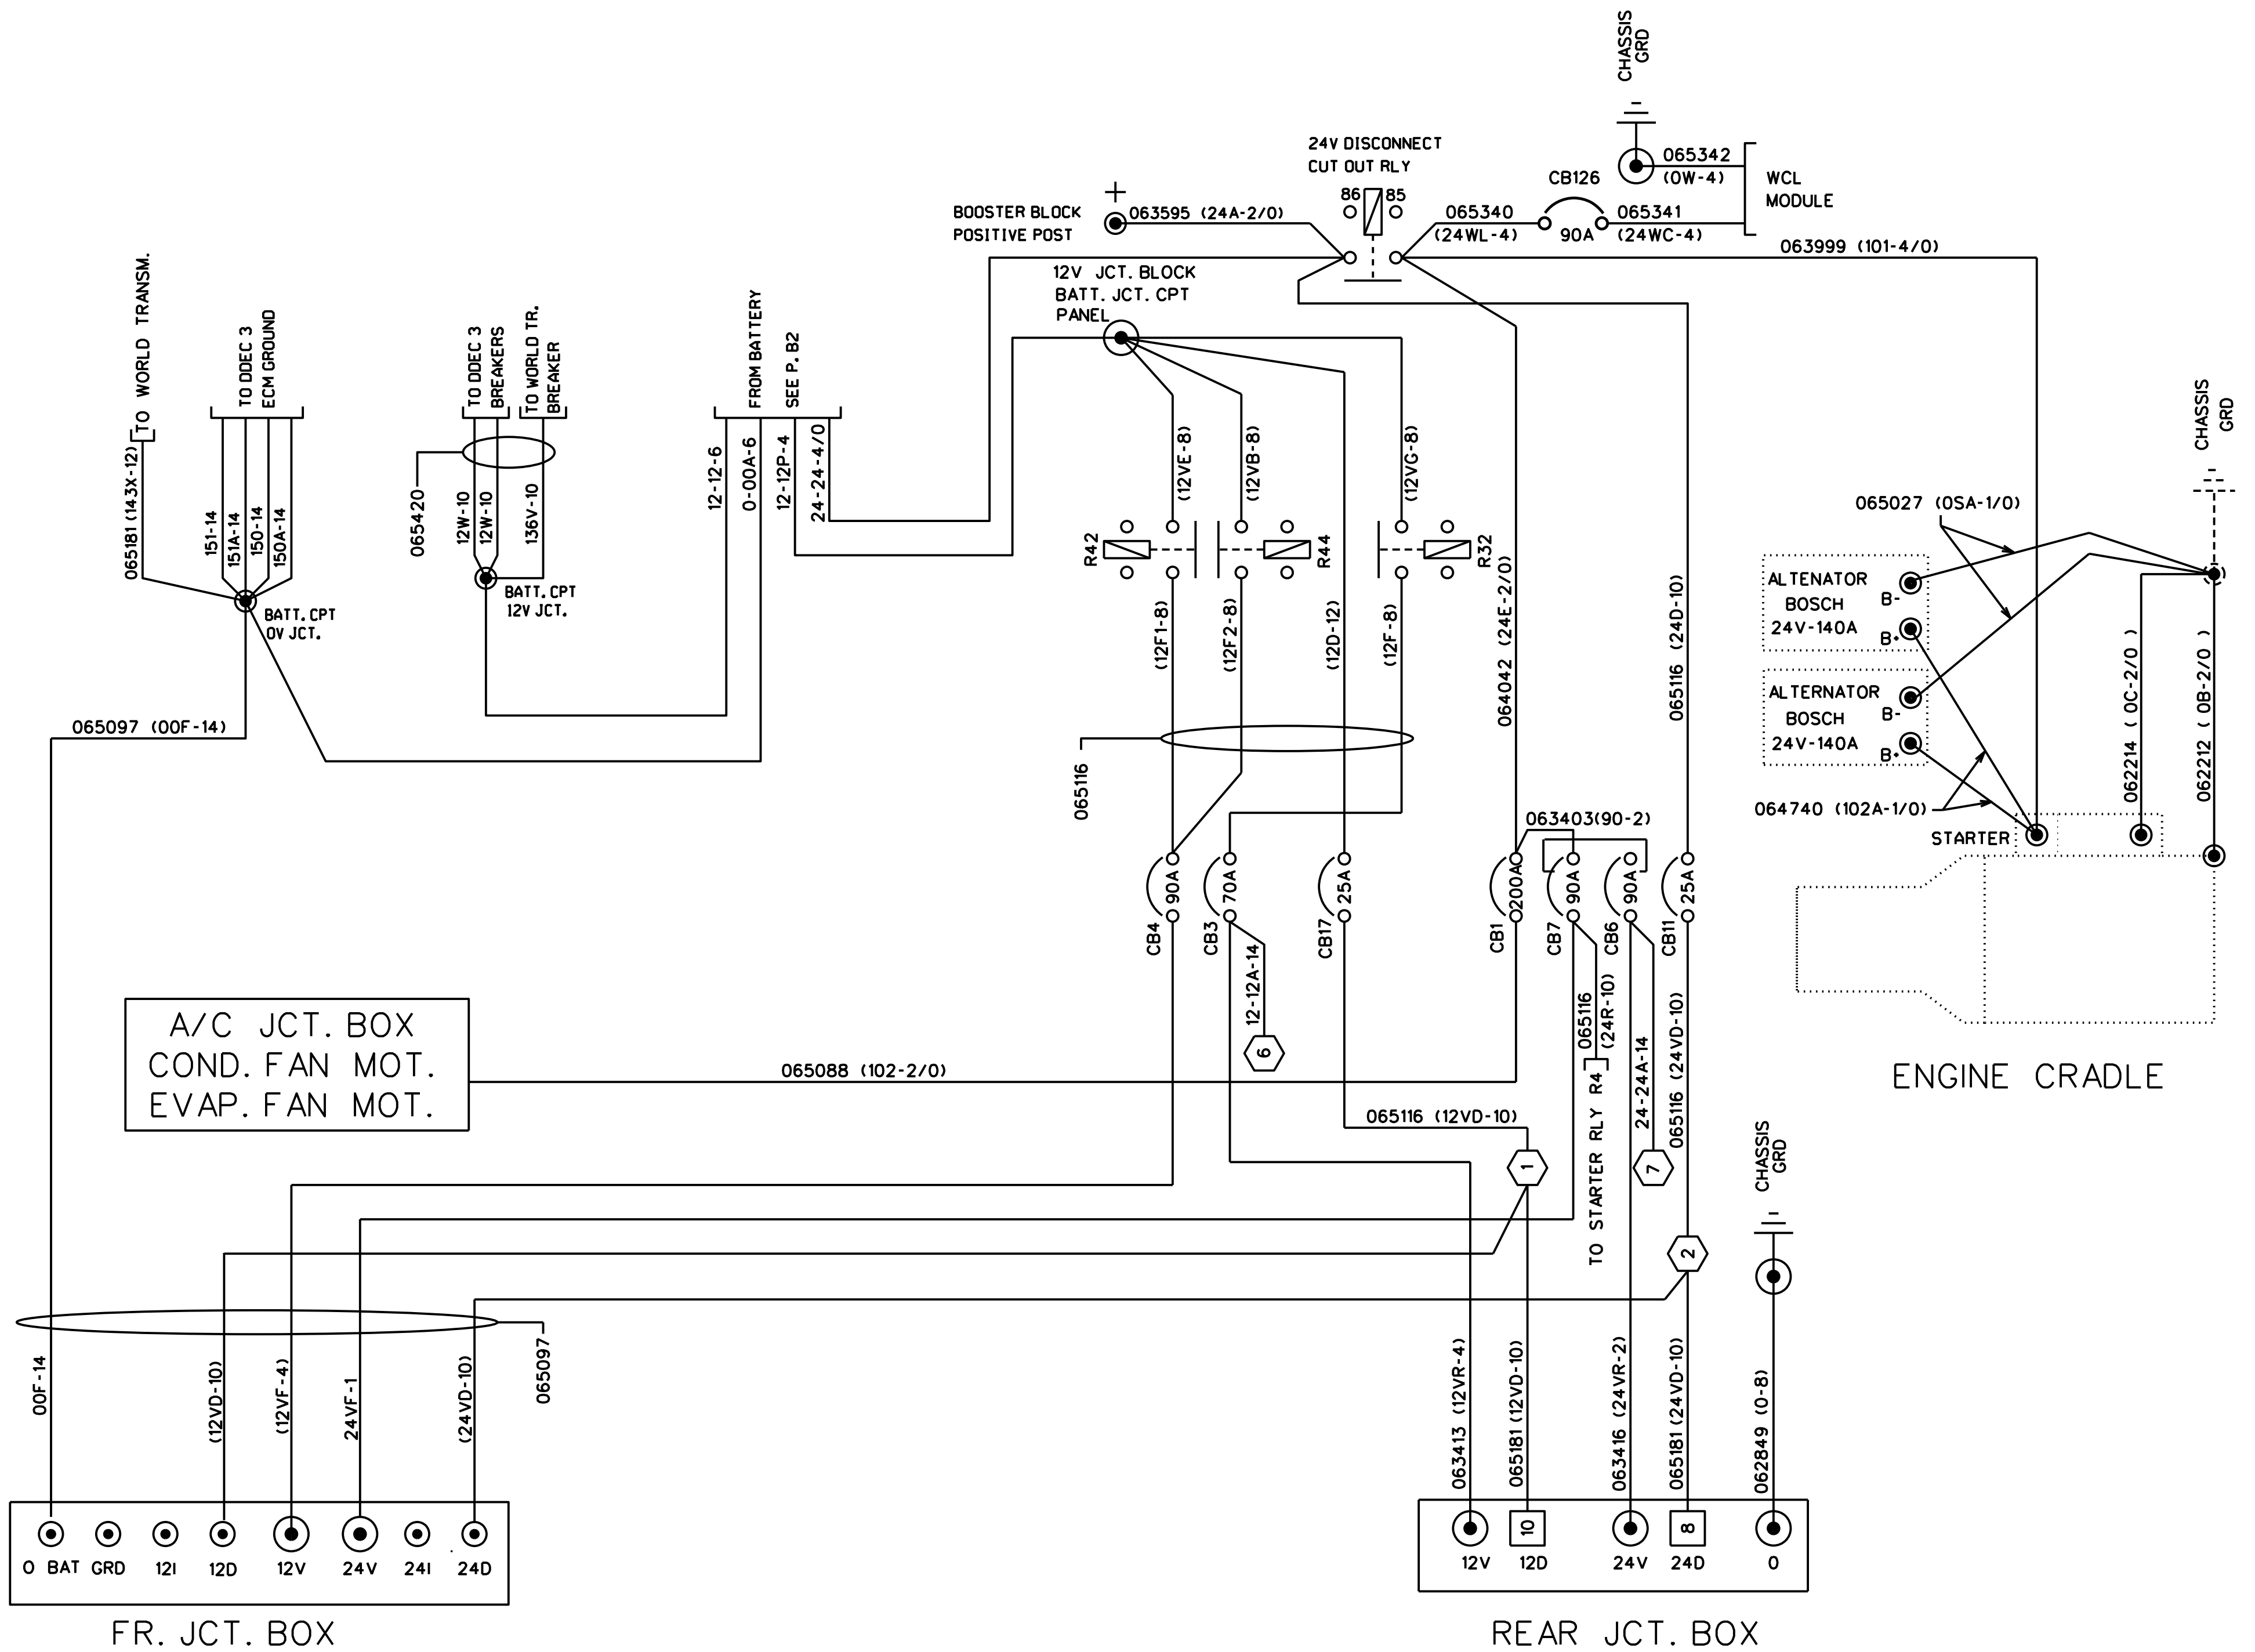 CHASSIS
GRD
24V DISCONNECT
CUT OUT RLY
86
85
CB126
90A
065342
(0W-4)
WCL
MODULE
BOOSTER BLOCK
POSITIVE POST
+
063595 (24A-2/0)
065340
(24WL-4)
065341
(24WC-4)
063999 (101-4/0)
12V JCT. BLOCK
BATT. JCT. CPT
PANEL
TO WORLD TRANSM.
TO DDEC 3
ECM GROUND
TO DDEC 3
BREAKERS
TO WORLD TR.
BREAKER
FROM BATTERY
SEE P. B2
065181 (143X-12)
151-14
151A-14
150-14
150A-14
065420
12W-10
12W-10
136V-10
12-12-6
0-00A-6
12-12P-4
24-24-4/0
(12VE-8)
(12VB-8)
(12VG-8)
R42
R44
R32
BATT. CPT
0V JCT.
BATT. CPT
12V JCT.
(12F1-8)
(12F2-8)
(12D-12)
(12F-8)
064042 (24E-2/0)
065116 (24D-10)
CHASSIS
GRD
065027 (0SA-1/0)
ALTENATOR
BOSCH
24V-140A
B-
B+
ALTERNATOR
BOSCH
24V-140A
B-
B+
062214 ( 0C-2/0 )
062212 ( 0B-2/0 )
064740 (102A-1/0)
STARTER
ENGINE CRADLE
065097 (00F-14)
065116
063403(90-2)
90A
70A
25A
200A
90A
90A
25A
CB4
CB3
CB17
CB1
CB7
CB6
CB11
12-12A-14
6
065116
(24R-10)
24-24A-14
065116 (24VD-10)
A/C JCT. BOX
COND. FAN MOT.
EVAP. FAN MOT.
065088 (102-2/0)
065116 (12VD-10)
TO STARTER RLY R4
1
7
2
CHASSIS
GRD
00F-14
(12VD-10)
(12VF-4)
24VF-1
(24VD-10)
065097
063413 (12VR-4)
065181 (12VD-10)
063416 (24VR-2)
065181 (24VD-10)
062849 (0-8)
0 BAT
GRD
12I
12D
12V
24V
24I
24D
FR. JCT. BOX
10
8
12V
12D
24V
24D
0
REAR JCT. BOX